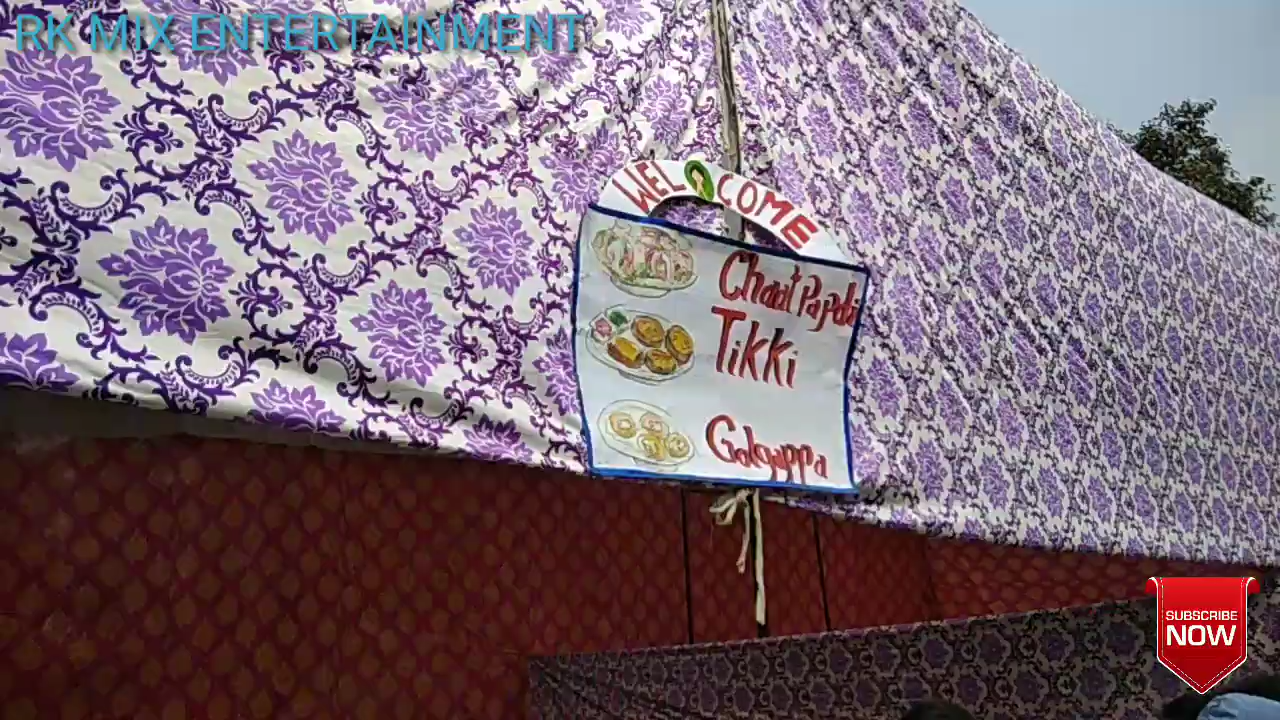 RK MIX ENTERTAINMENT
WELCOME
Chaat Papdi
Tikki
Golgappa
SUBSCRIBE
NOW